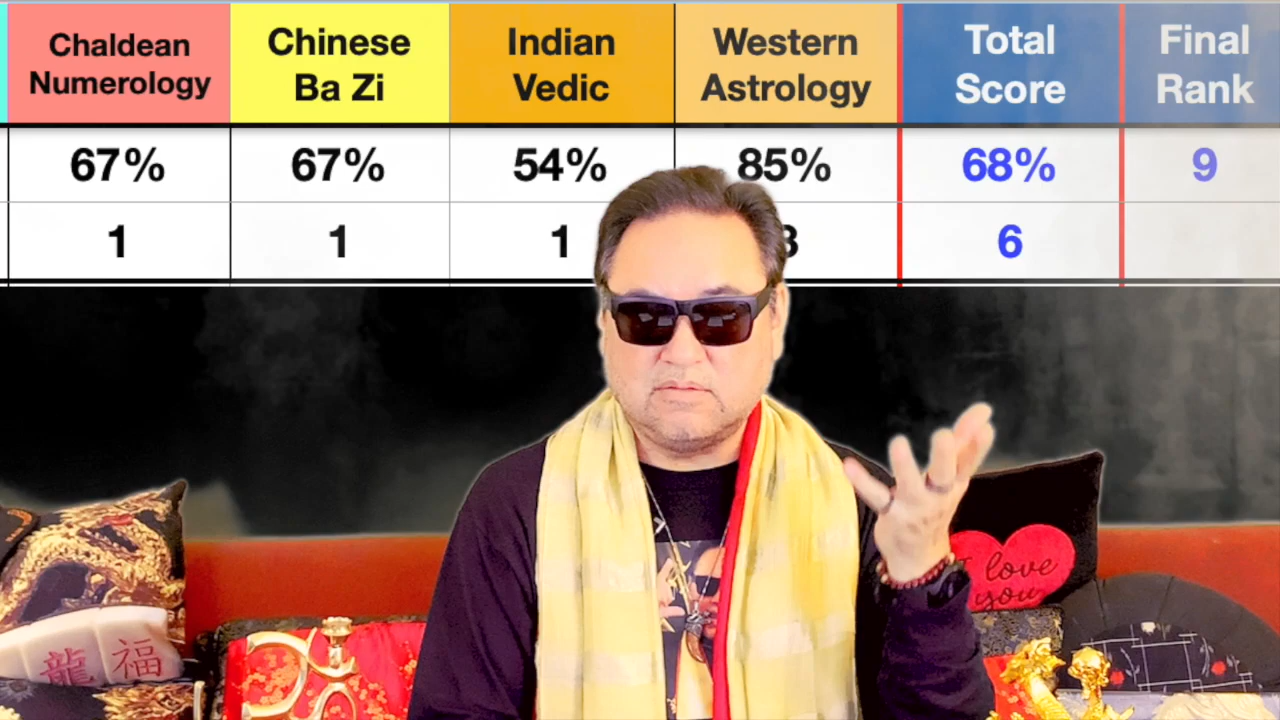 Chaldean Numerology
Chinese Ba Zi
Indian Vedic
Western Astrology
Total Score
Final Rank
67% 67% 54% 85% 68% 9
1 1 1 3 6
龍 福
I love
you